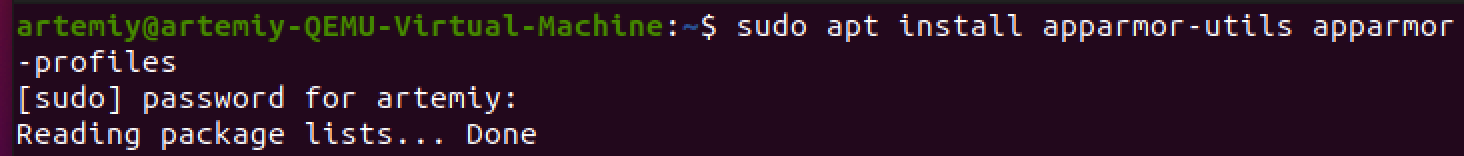 artemiy@artemiy-QEMU-Virtual-Machine:~$ sudo apt install apparmor-utils apparmor
-profiles
[sudo] password for artemiy:
Reading package lists... Done